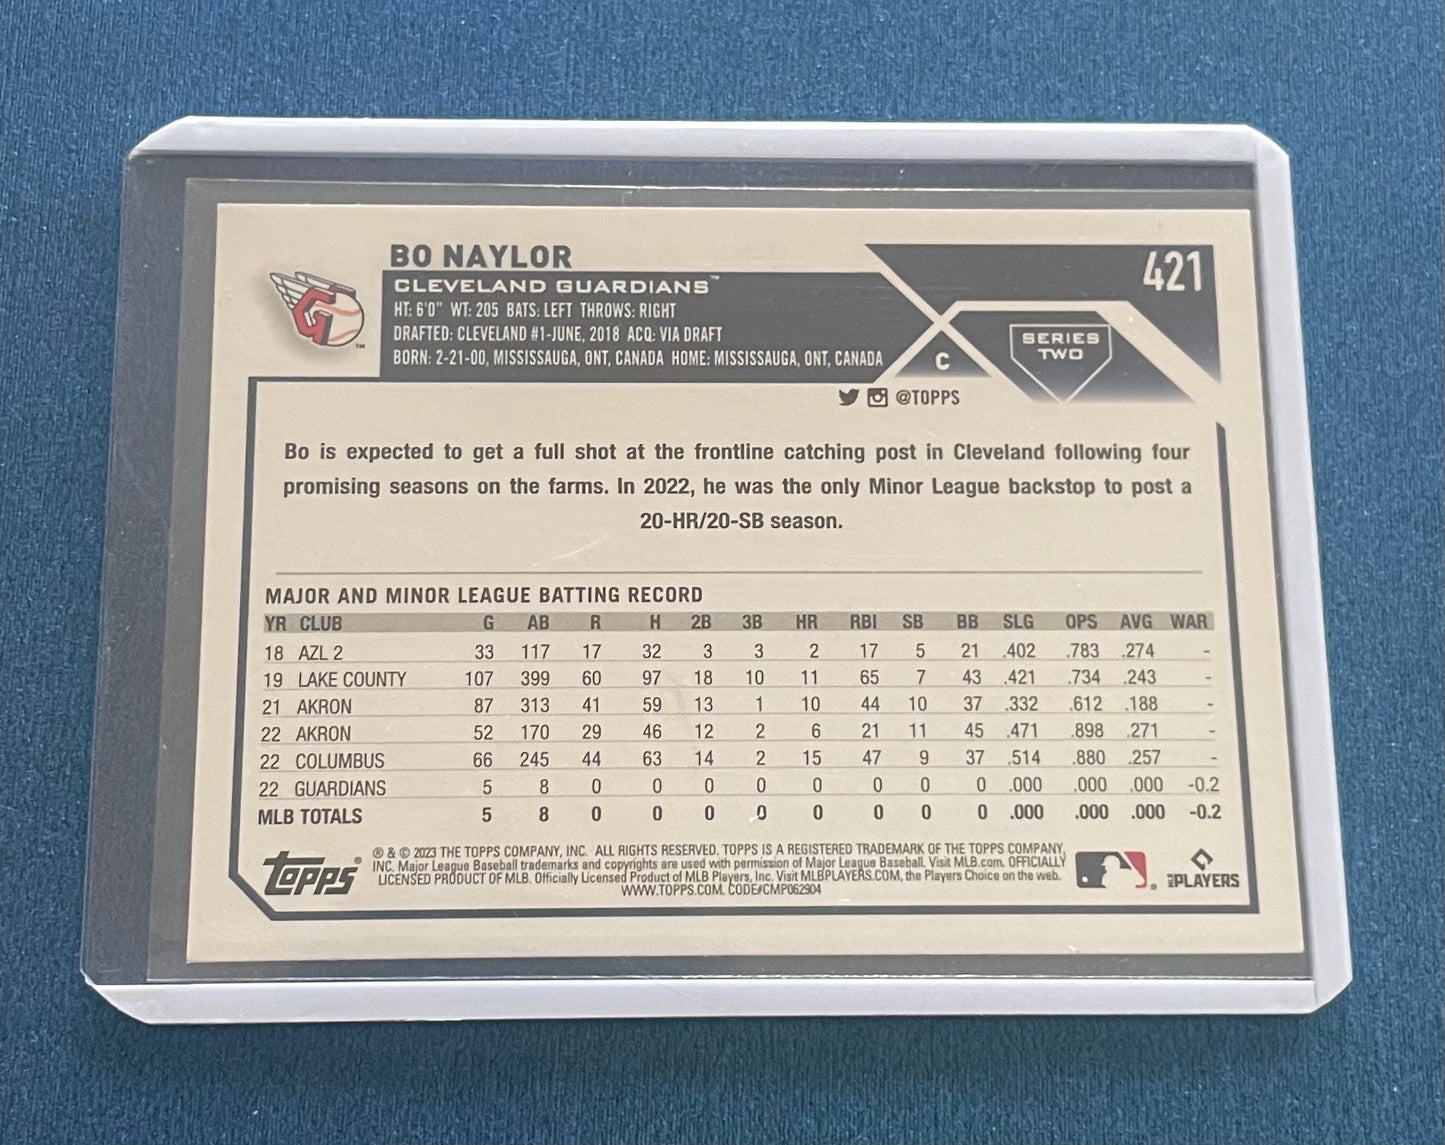 BO NAYLOR
421
CLEVELAND GUARDIANS™
HT: 6'0" WT: 205 BATS: LEFT THROWS: RIGHT
DRAFTED: CLEVELAND #1-JUNE, 2018 ACQ: VIA DRAFT
BORN: 2-21-00, MISSISSAUGA, ONT, CANADA HOME: MISSISSAUGA, ONT, CANADA
C
SERIES
TWO
@TOPPS
Bo is expected to get a full shot at the frontline catching post in Cleveland following four
promising seasons on the farms. In 2022, he was the only Minor League backstop to post a
20-HR/20-SB season.
MAJOR AND MINOR LEAGUE BATTING RECORD
YR CLUB G AB R H 2B 3B HR RBI SB BB SLG OPS AVG WAR
18 AZL 2 33 117 17 32 3 3 2 17 5 21 .402 .783 .274 -
19 LAKE COUNTY 107 399 60 97 18 10 11 65 7 43 .421 .734 .243 -
21 AKRON 87 313 41 59 13 1 10 44 10 37 .332 .612 .188 -
22 AKRON 52 170 29 46 12 2 6 21 11 45 .471 .898 .271 -
22 COLUMBUS 66 245 44 63 14 2 15 47 9 37 .514 .880 .257 -
22 GUARDIANS 5 8 0 0 0 0 0 0 0 0 .000 .000 .000 -0.2
MLB TOTALS 5 8 0 0 0 0 0 0 0 0 .000 .000 .000 -0.2
topps®
® & © 2023 THE TOPPS COMPANY, INC. ALL RIGHTS RESERVED. TOPPS IS A REGISTERED TRADEMARK OF THE TOPPS COMPANY,
INC. Major League Baseball trademarks and copyrights are used with permission of Major League Baseball. Visit MLB.com. OFFICIALLY
LICENSED PRODUCT OF MLB. Officially Licensed Product of MLB Players, Inc. Visit MLBPLAYERS.COM, the Players Choice on the web.
WWW.TOPPS.COM. CODE#CMP062904
MLB PLAYERS